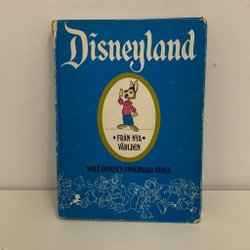 Disneyland
• FRÅN NYA •
VÄRLDEN
WALT DISNEYS UNDERBARA VÄRLD